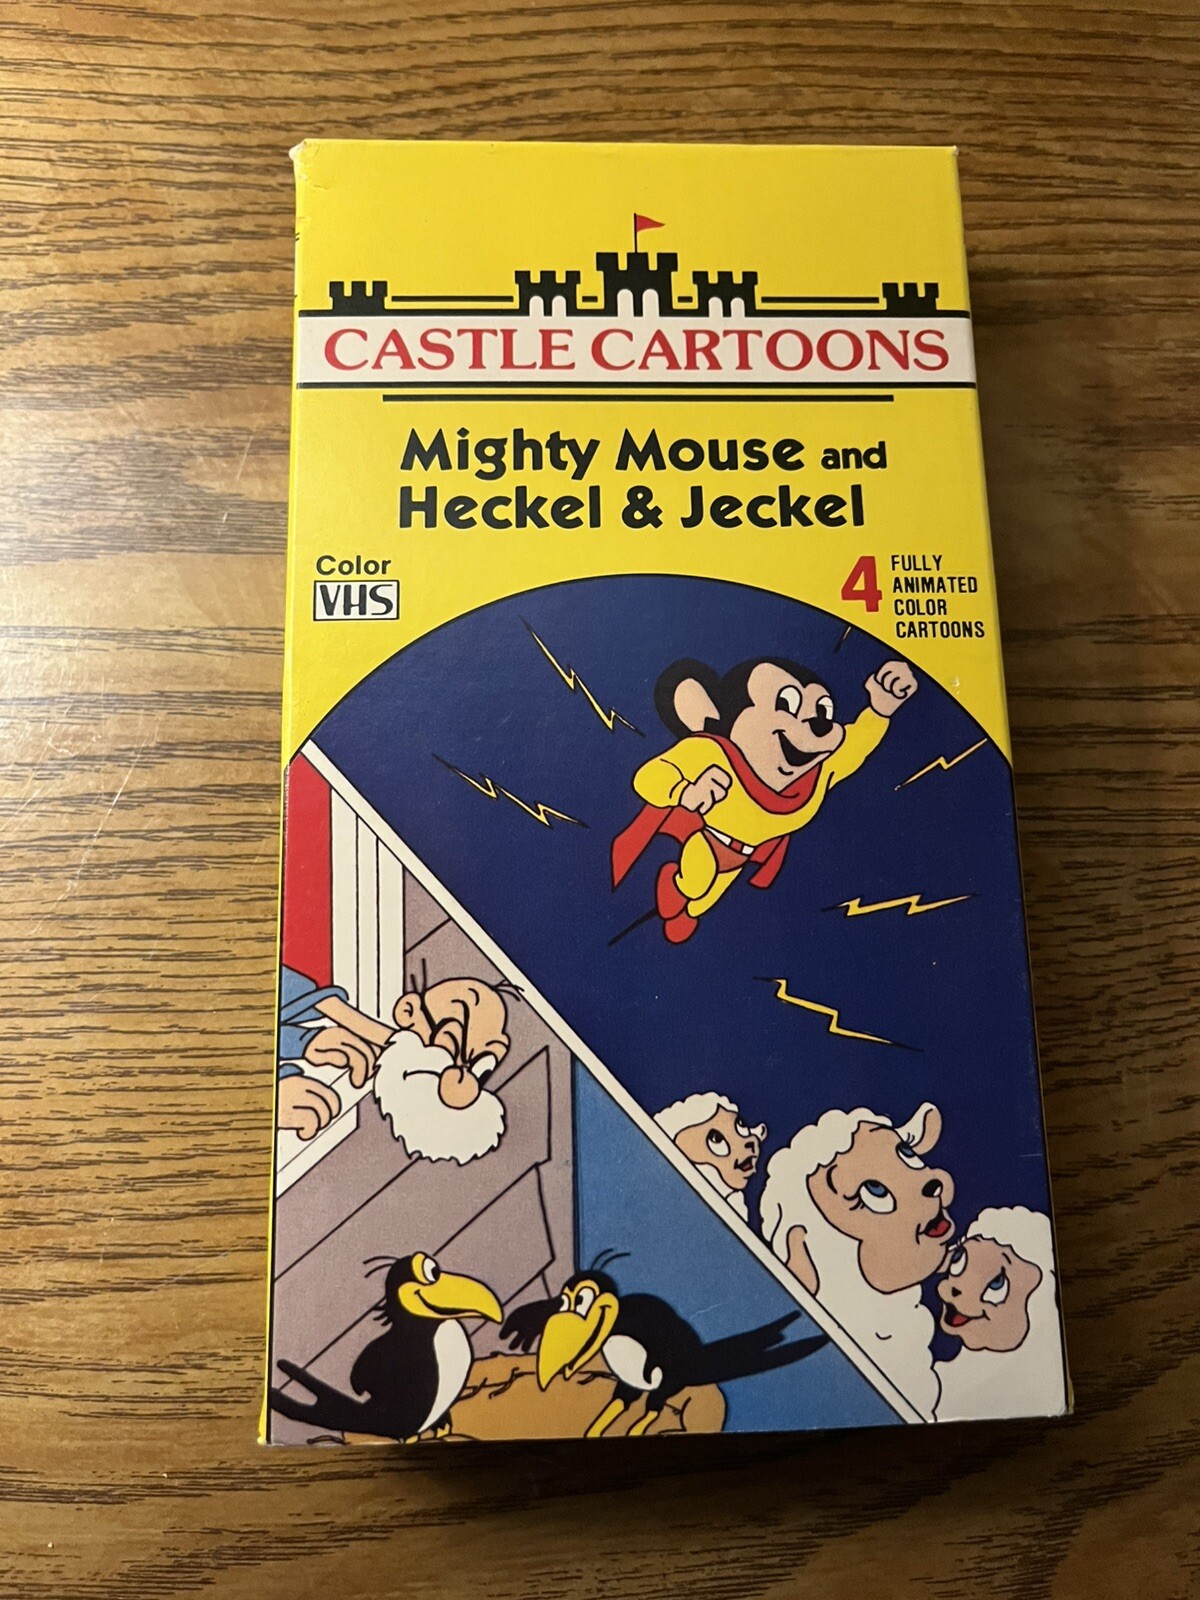 CASTLE CARTOONS
Mighty Mouse and
Heckel & Jeckel
Color
VHS
4 FULLY
ANIMATED
COLOR
CARTOONS